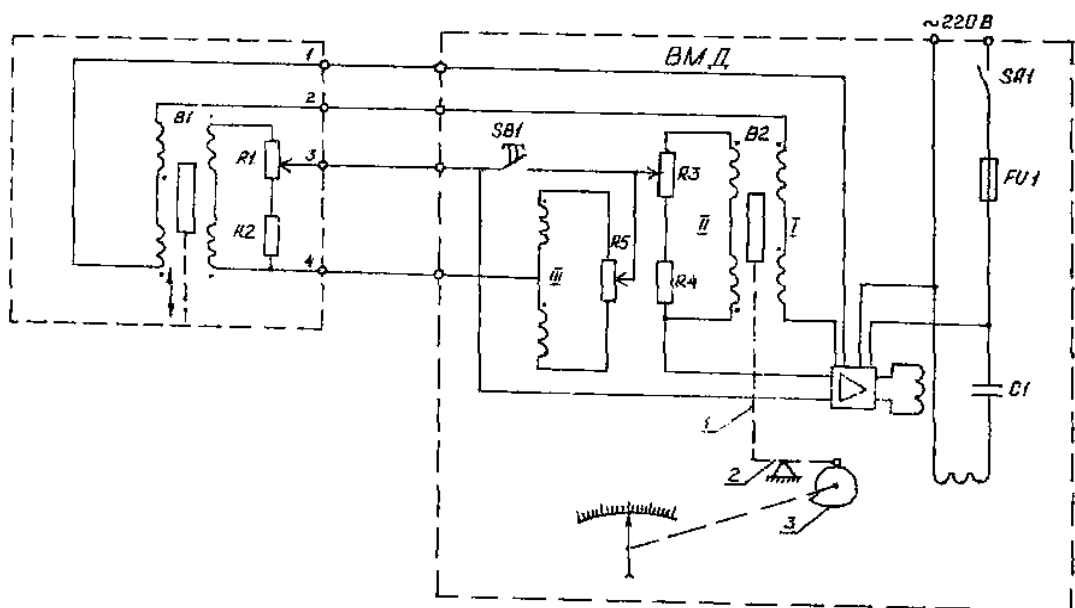 ~220 В
ВМД
SA1
1
2
B1
SB1
B2
R1
3
R3
FU1
R2
R5
II
I
4
III
R4
C1
1
2
3